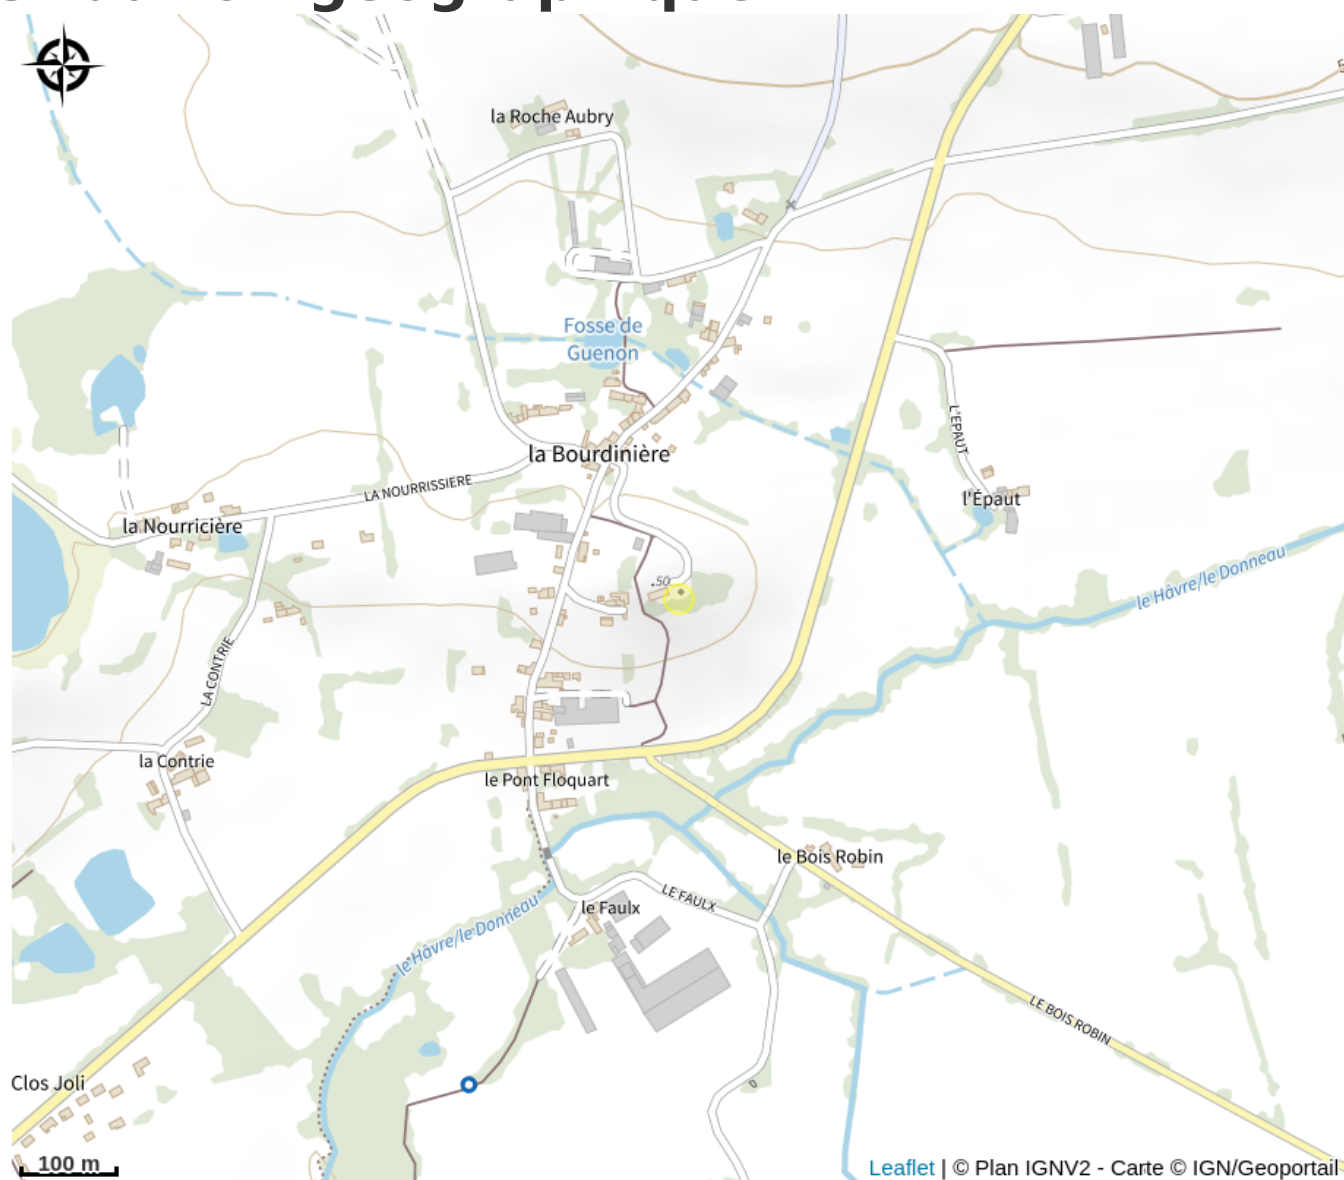 la Roche Aubry
Fosse de
Guenon
L'EPAUT
la Bourdinière
LA NOURRISSIERE
l'Épaut
la Nourricière
.50
le Hâvre/le Donneau
LA CONTRIE
la Contrie
le Pont Floquart
le Bois Robin
LE FAULX
le Faulx
le Hâvre/le Donneau
LE BOIS ROBIN
Clos Joli
100 m
Leaflet | © Plan IGNV2 - Carte © IGN/Geoportail